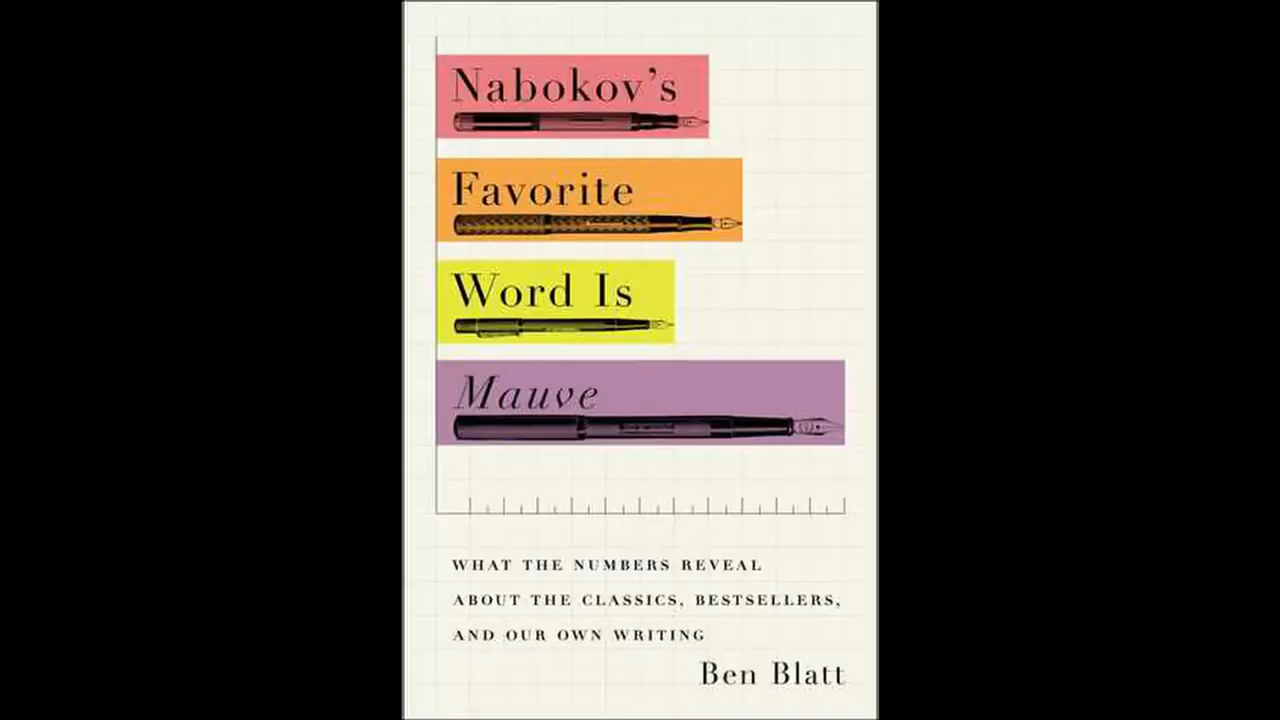 Nabokov's
Favorite
Word Is
Mauve
WHAT THE NUMBERS REVEAL
ABOUT THE CLASSICS, BESTSELLERS,
AND OUR OWN WRITING
Ben Blatt